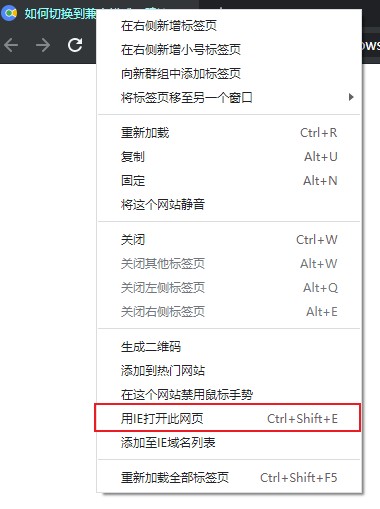 如何切换到兼
在右侧新增标签页
在右侧新增小号标签页
向新群组中添加标签页
将标签页移至另一个窗口
重新加载 Ctrl+R
复制 Alt+U
固定 Alt+N
将这个网站静音
关闭 Ctrl+W
关闭其他标签页 Alt+W
关闭左侧标签页 Alt+Q
关闭右侧标签页 Alt+E
生成二维码
添加到热门网站
在这个网站禁用鼠标手势
用IE打开此网页 Ctrl+Shift+E
添加至IE域名列表
重新加载全部标签页 Ctrl+Shift+F5